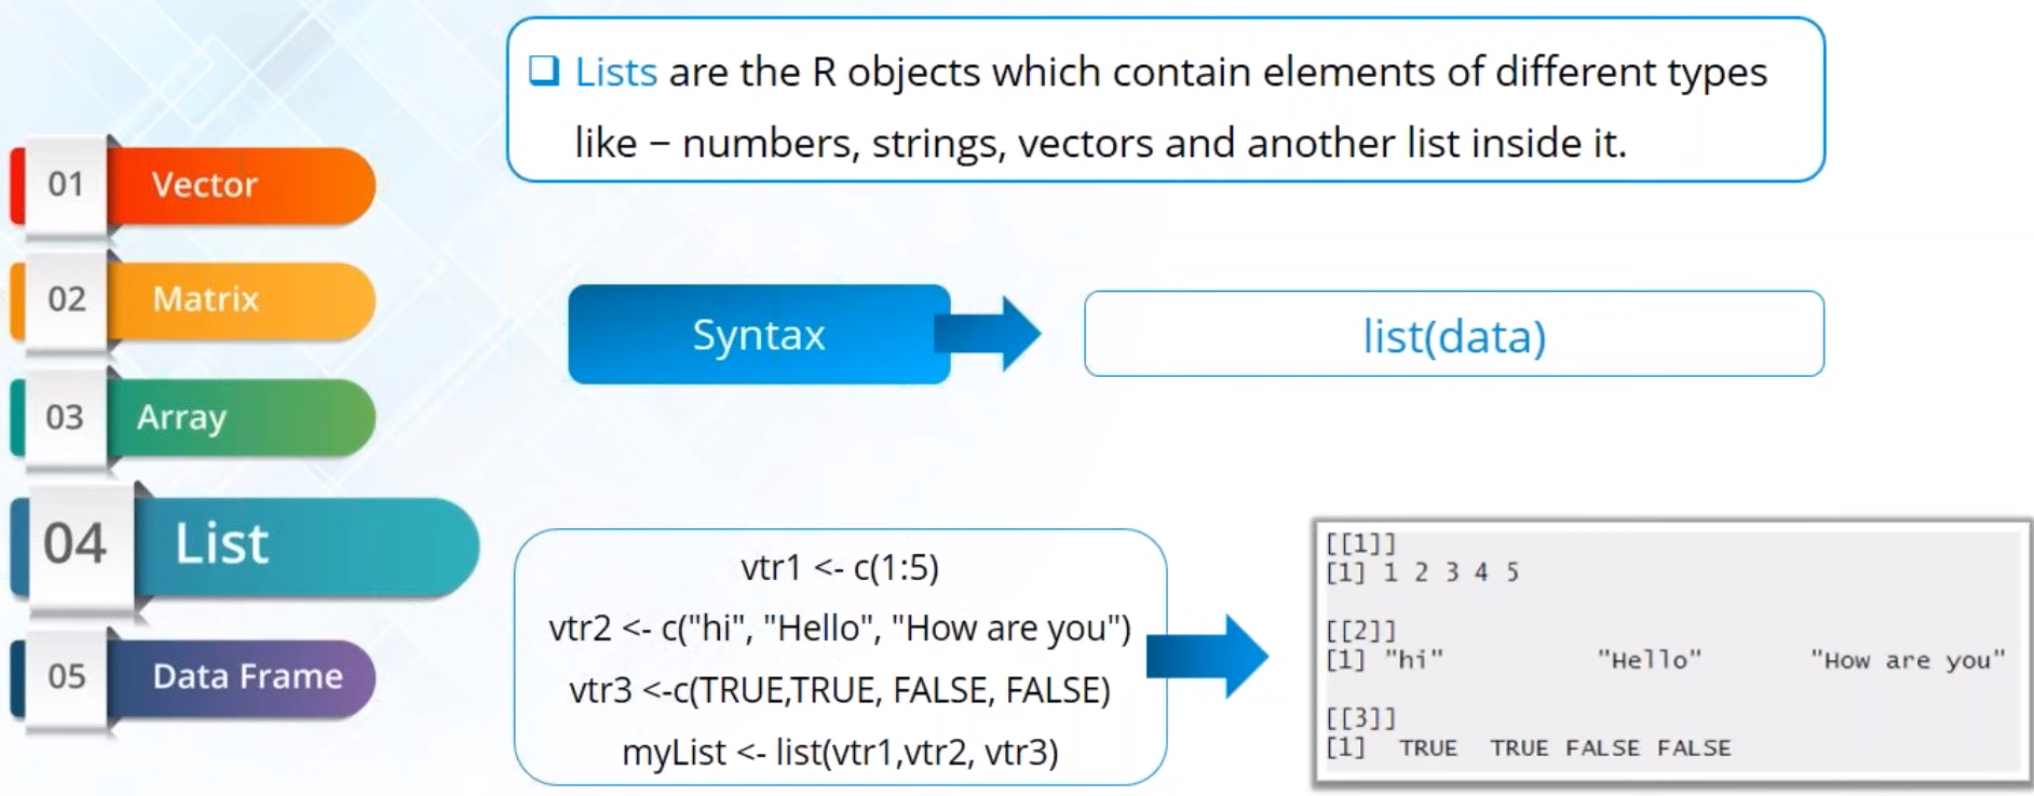 ❑ Lists are the R objects which contain elements of different types
like – numbers, strings, vectors and another list inside it.
01 Vector
02 Matrix
03 Array
04 List
05 Data Frame
Syntax
list(data)
vtr1 <- c(1:5)
vtr2 <- c("hi", "Hello", "How are you")
vtr3 <-c(TRUE,TRUE, FALSE, FALSE)
myList <- list(vtr1,vtr2, vtr3)
[[1]]
[1] 1 2 3 4 5
[[2]]
[1] "hi" "Hello" "How are you"
[[3]]
[1] TRUE TRUE FALSE FALSE